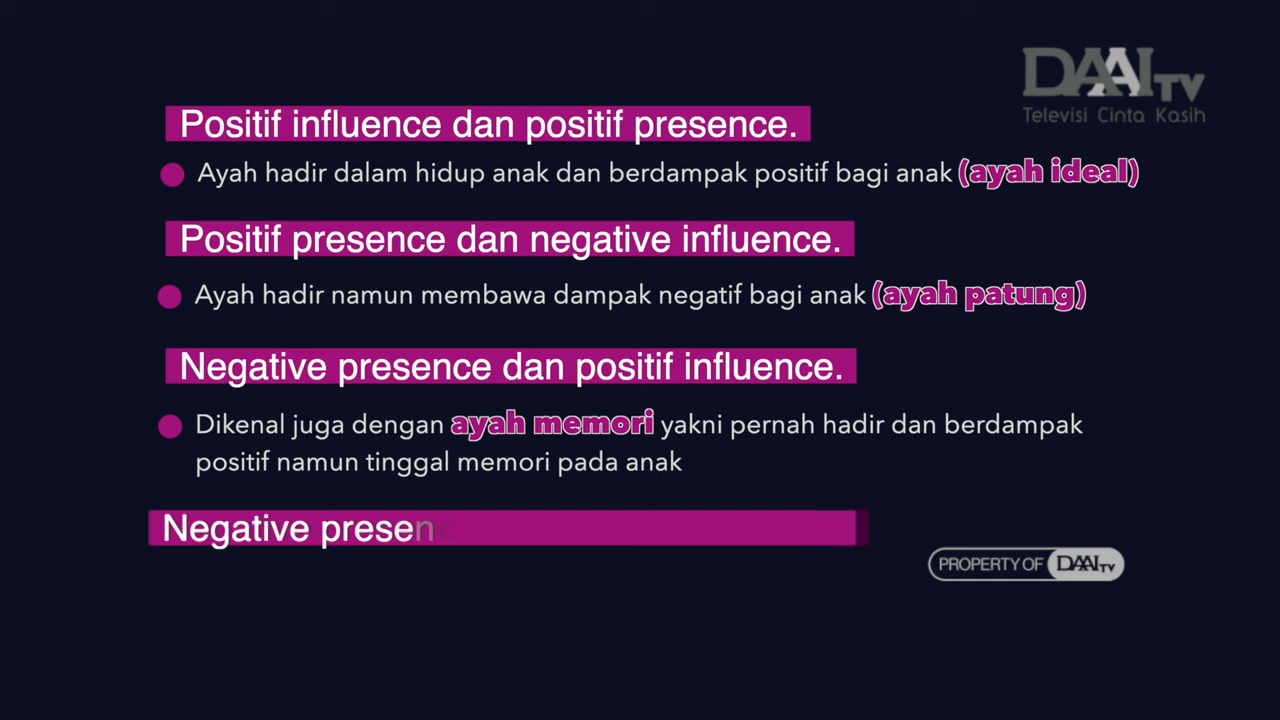 DAAI TV
Televisi Cinta Kasih
Positif influence dan positif presence.
Ayah hadir dalam hidup anak dan berdampak positif bagi anak (ayah ideal)
Positif presence dan negative influence.
Ayah hadir namun membawa dampak negatif bagi anak (ayah patung)
Negative presence dan positif influence.
Dikenal juga dengan ayah memori yakni pernah hadir dan berdampak
positif namun tinggal memori pada anak
Negative presen
PROPERTY OF DAAI TV